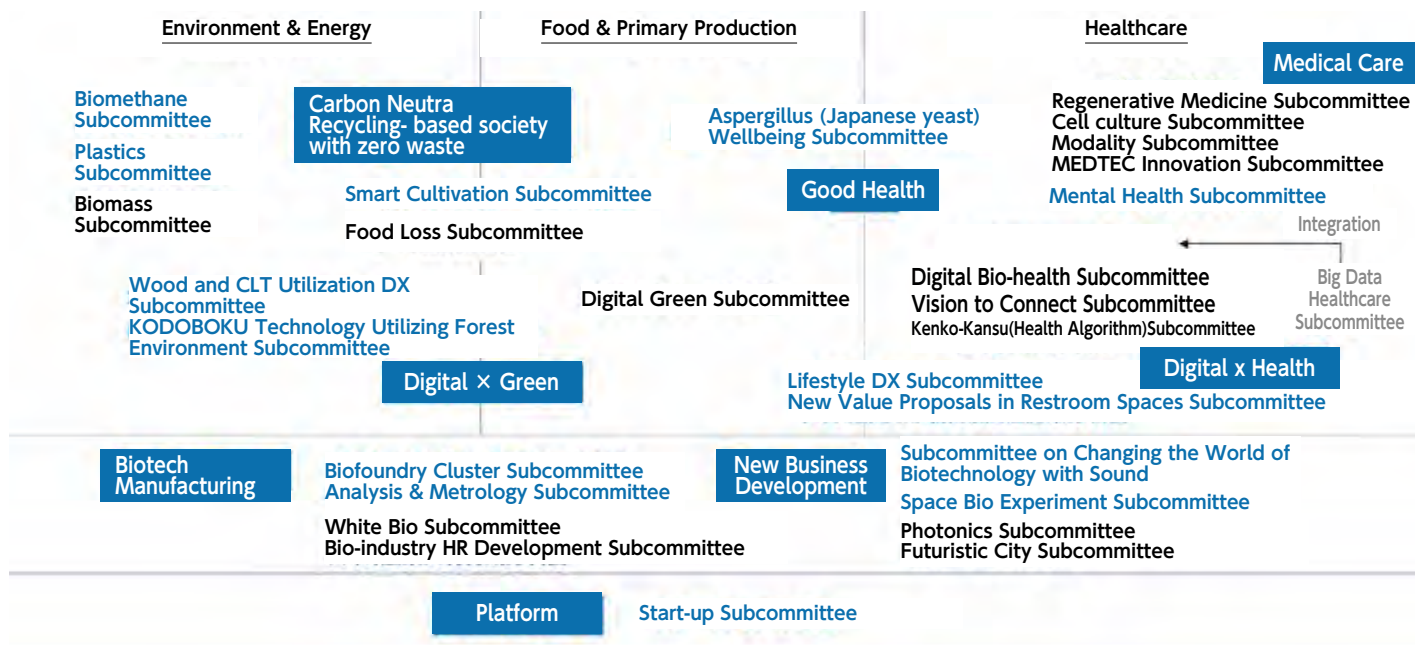 Environment & Energy
Food & Primary Production
Healthcare
Medical Care
Biomethane
Subcommittee
Plastics
Subcommittee
Biomass
Subcommittee
Carbon Neutra
Recycling- based society
with zero waste
Smart Cultivation Subcommittee
Food Loss Subcommittee
Aspergillus (Japanese yeast)
Wellbeing Subcommittee
Good Health
Regenerative Medicine Subcommittee
Cell culture Subcommittee
Modality Subcommittee
MEDTEC Innovation Subcommittee
Mental Health Subcommittee
Integration
Wood and CLT Utilization DX
Subcommittee
KODOBOKU Technology Utilizing Forest
Environment Subcommittee
Digital × Green
Digital Green Subcommittee
Digital Bio-health Subcommittee
Vision to Connect Subcommittee
Kenko-Kansu(Health Algorithm)Subcommittee
Big Data
Healthcare
Subcommittee
Digital x Health
Lifestyle DX Subcommittee
New Value Proposals in Restroom Spaces Subcommittee
Biotech
Manufacturing
Biofoundry Cluster Subcommittee
Analysis & Metrology Subcommittee
White Bio Subcommittee
Bio-industry HR Development Subcommittee
New Business
Development
Subcommittee on Changing the World of
Biotechnology with Sound
Space Bio Experiment Subcommittee
Photonics Subcommittee
Futuristic City Subcommittee
Platform
Start-up Subcommittee